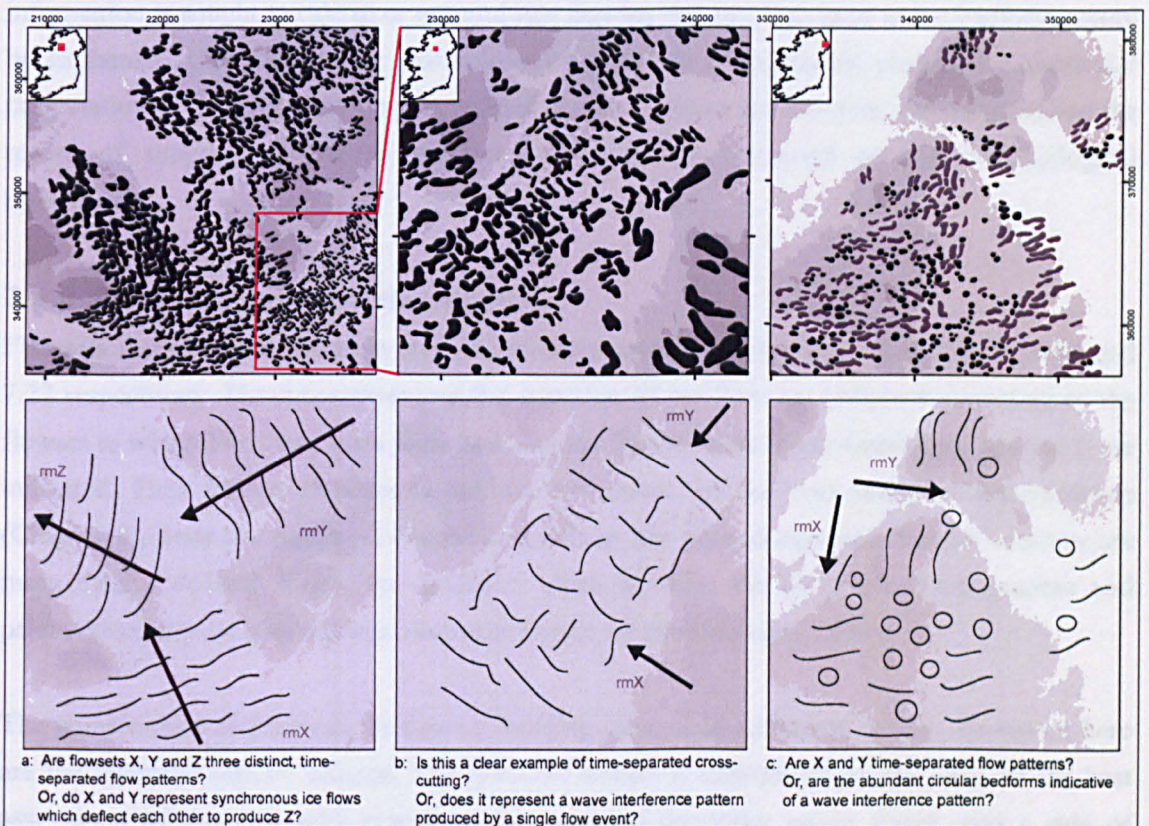 210000
220000
230000
230000
240000
330000
340000
350000
360000
350000
340000
380000
370000
360000
rmZ
rmY
rmX
rmY
rmX
rmY
rmX
a: Are flowsets X, Y and Z three distinct, time-
separated flow patterns?
Or, do X and Y represent synchronous ice flows
which deflect each other to produce Z?
b: Is this a clear example of time-separated cross-
cutting?
Or, does it represent a wave interference pattern
produced by a single flow event?
c: Are X and Y time-separated flow patterns?
Or, are the abundant circular bedforms indicative
of a wave interference pattern?